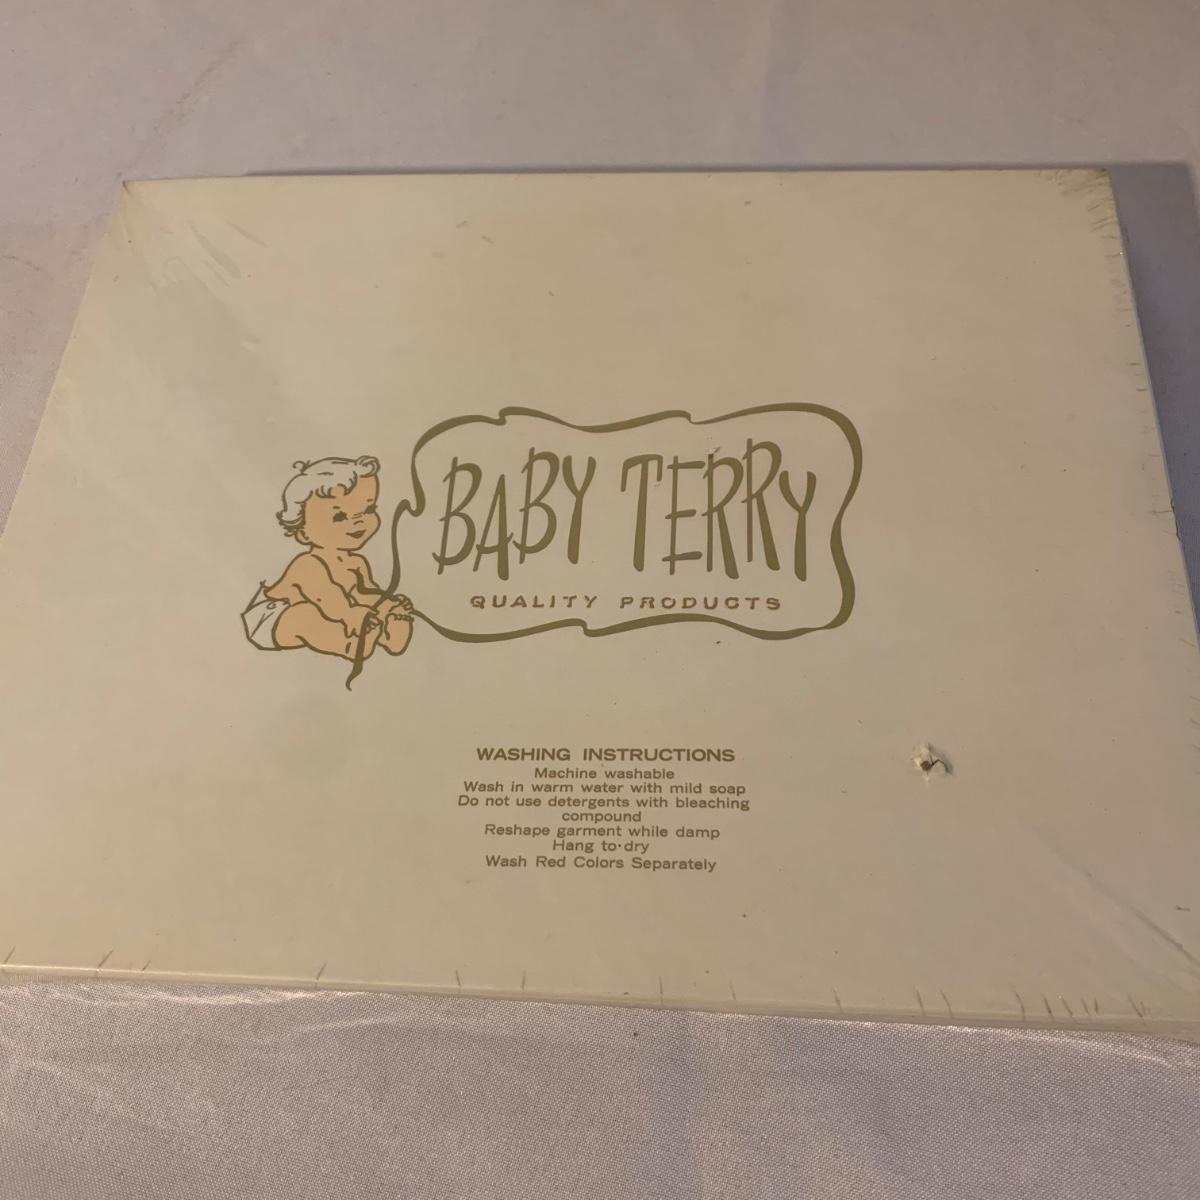 BABY TERRY
QUALITY PRODUCTS
WASHING INSTRUCTIONS
Machine washable
Wash in warm water with mild soap
Do not use detergents with bleaching
compound
Reshape garment while damp
Hang to·dry
Wash Red Colors Separately